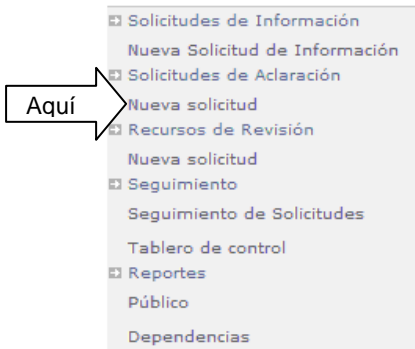 Solicitudes de Información
Nueva Solicitud de Información
Solicitudes de Aclaración
Aquí
Nueva solicitud
Recursos de Revisión
Nueva solicitud
Seguimiento
Seguimiento de Solicitudes
Tablero de control
Reportes
Público
Dependencias